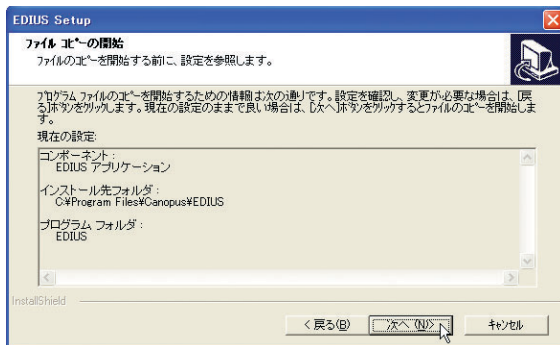 EDIUS Setup
ファイル コピーの開始
ファイルのコピーを開始する前に、設定を参照します。
プログラム ファイルのコピーを開始するための情報は次の通りです。設定を確認し、変更が必要な場合は、[戻
る]ボタンをクリックします。現在の設定のままで良い場合は、[次へ]ボタンをクリックするとファイルのコピーを開始しま
す。
現在の設定:
コンポーネント :
EDIUS アプリケーション
インストール先フォルダ :
C:¥Program Files¥Canopus¥EDIUS
プログラム フォルダ :
EDIUS
InstallShield
< 戻る(B)
次へ (N)>
キャンセル